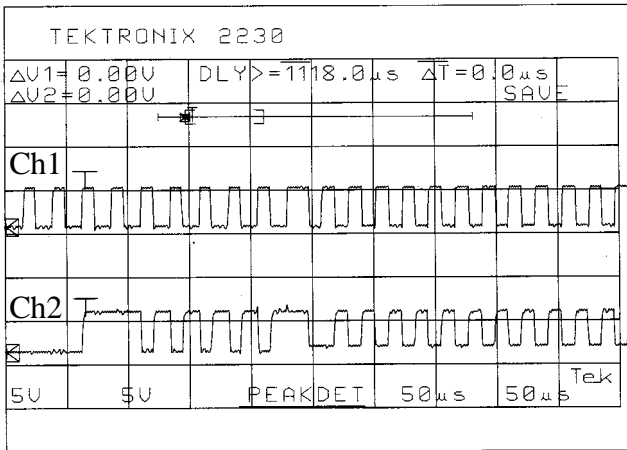 TEKTRONIX 2230
ΔV1=0.00V DLY>=1118.0µs ΔT=0.0µs
ΔV2=0.00V SAVE
Ch1
Ch2
Tek
5V 5V PEAKDET 50µs 50µs